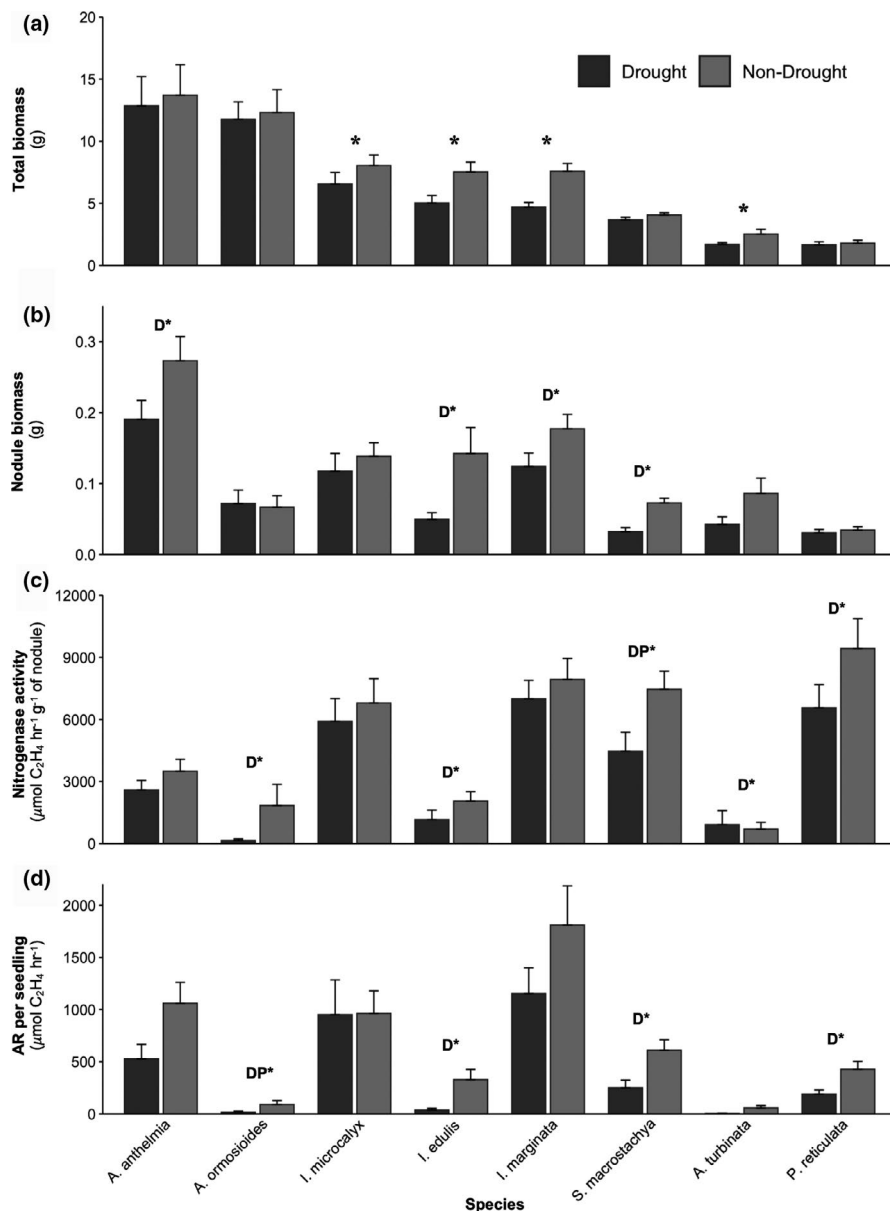 (a)
20
15
10
5
0
Total biomass
(g)
Drought
Non-Drought
*
*
*
*
(b)
0.3
0.2
0.1
0.0
Nodule biomass
(g)
D*
D*
D*
D*
(c)
12000
9000
6000
3000
0
Nitrogenase activity
(μmol C₂H₄ hr⁻¹ g⁻¹ of nodule)
D*
D*
DP*
D*
D*
(d)
2000
1500
1000
500
0
AR per seedling
(μmol C₂H₄ hr⁻¹)
DP*
D*
D*
D*
A. anthelmia
A. ormosioides
I. microcalyx
I. edulis
I. marginata
S. macrostachya
A. turbinata
P. reticulata
Species